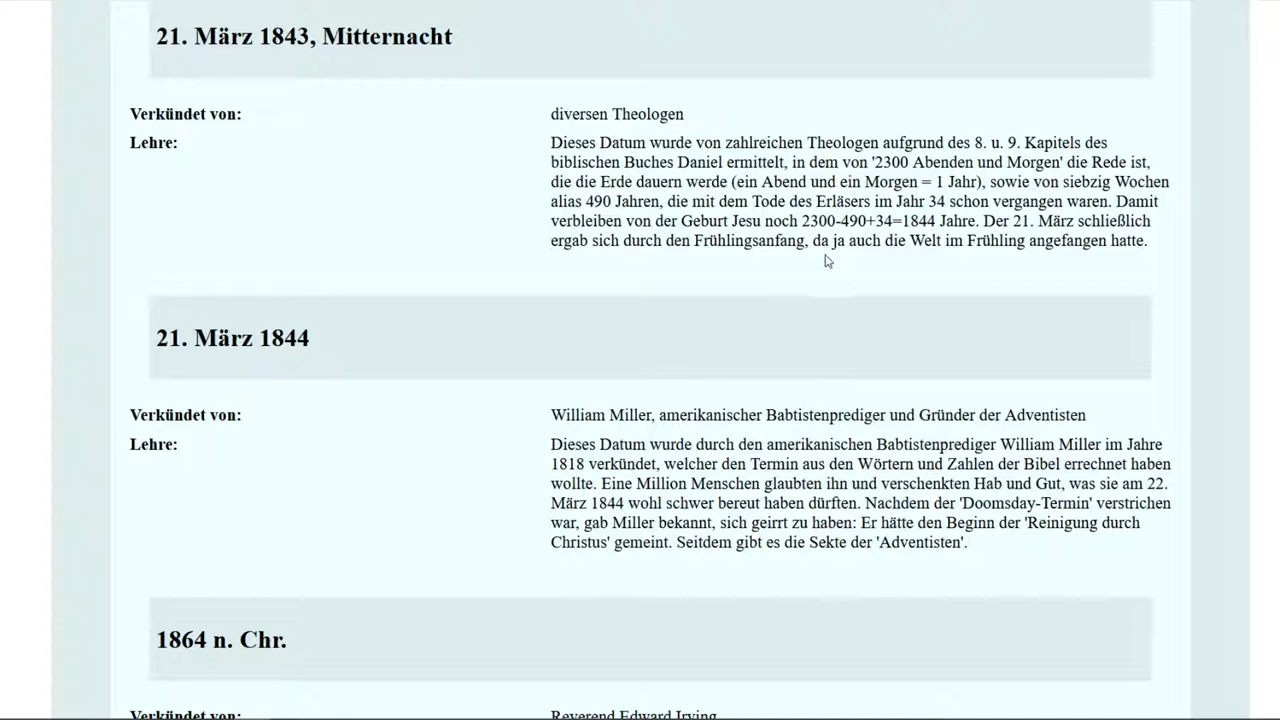 21. März 1843, Mitternacht
Verkündet von: diversen Theologen
Lehre: Dieses Datum wurde von zahlreichen Theologen aufgrund des 8. u. 9. Kapitels des
biblischen Buches Daniel ermittelt, in dem von '2300 Abenden und Morgen' die Rede ist,
die die Erde dauern werde (ein Abend und ein Morgen = 1 Jahr), sowie von siebzig Wochen
alias 490 Jahren, die mit dem Tode des Erläsers im Jahr 34 schon vergangen waren. Damit
verbleiben von der Geburt Jesu noch 2300-490+34=1844 Jahre. Der 21. März schließlich
ergab sich durch den Frühlingsanfang, da ja auch die Welt im Frühling angefangen hatte.
21. März 1844
Verkündet von: William Miller, amerikanischer Babtistenprediger und Gründer der Adventisten
Lehre: Dieses Datum wurde durch den amerikanischen Babtistenprediger William Miller im Jahre
1818 verkündet, welcher den Termin aus den Wörtern und Zahlen der Bibel errechnet haben
wollte. Eine Million Menschen glaubten ihn und verschenkten Hab und Gut, was sie am 22.
März 1844 wohl schwer bereut haben dürften. Nachdem der 'Doomsday-Termin' verstrichen
war, gab Miller bekannt, sich geirrt zu haben: Er hätte den Beginn der 'Reinigung durch
Christus' gemeint. Seitdem gibt es die Sekte der 'Adventisten'.
1864 n. Chr.
Verkündet von: Reverend Edward Irving